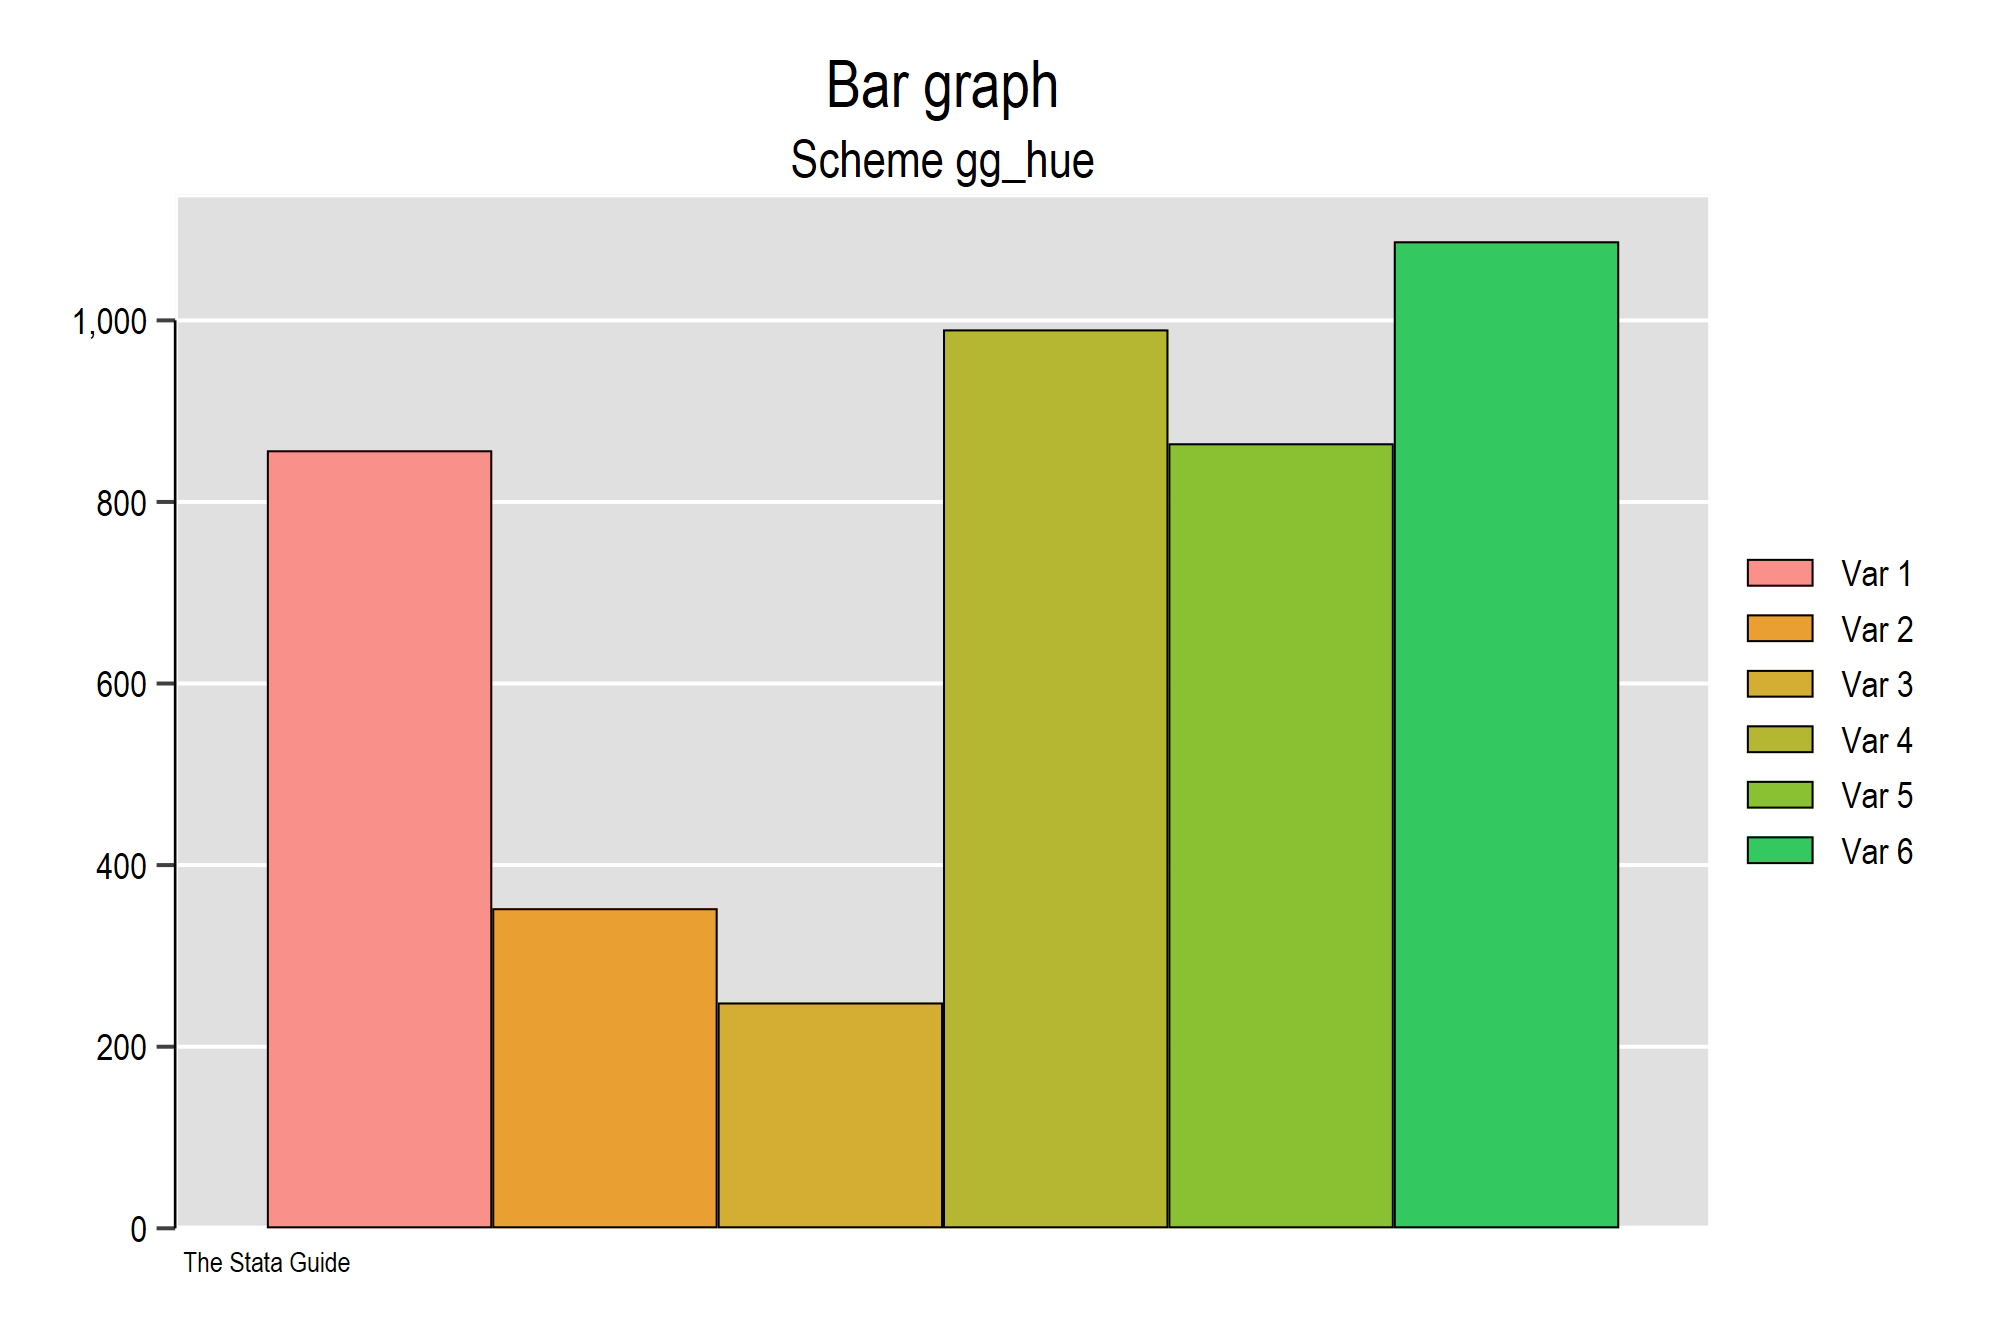 Bar graph
Scheme gg_hue
1,000
800
600
400
200
0
Var 1
Var 2
Var 3
Var 4
Var 5
Var 6
The Stata Guide